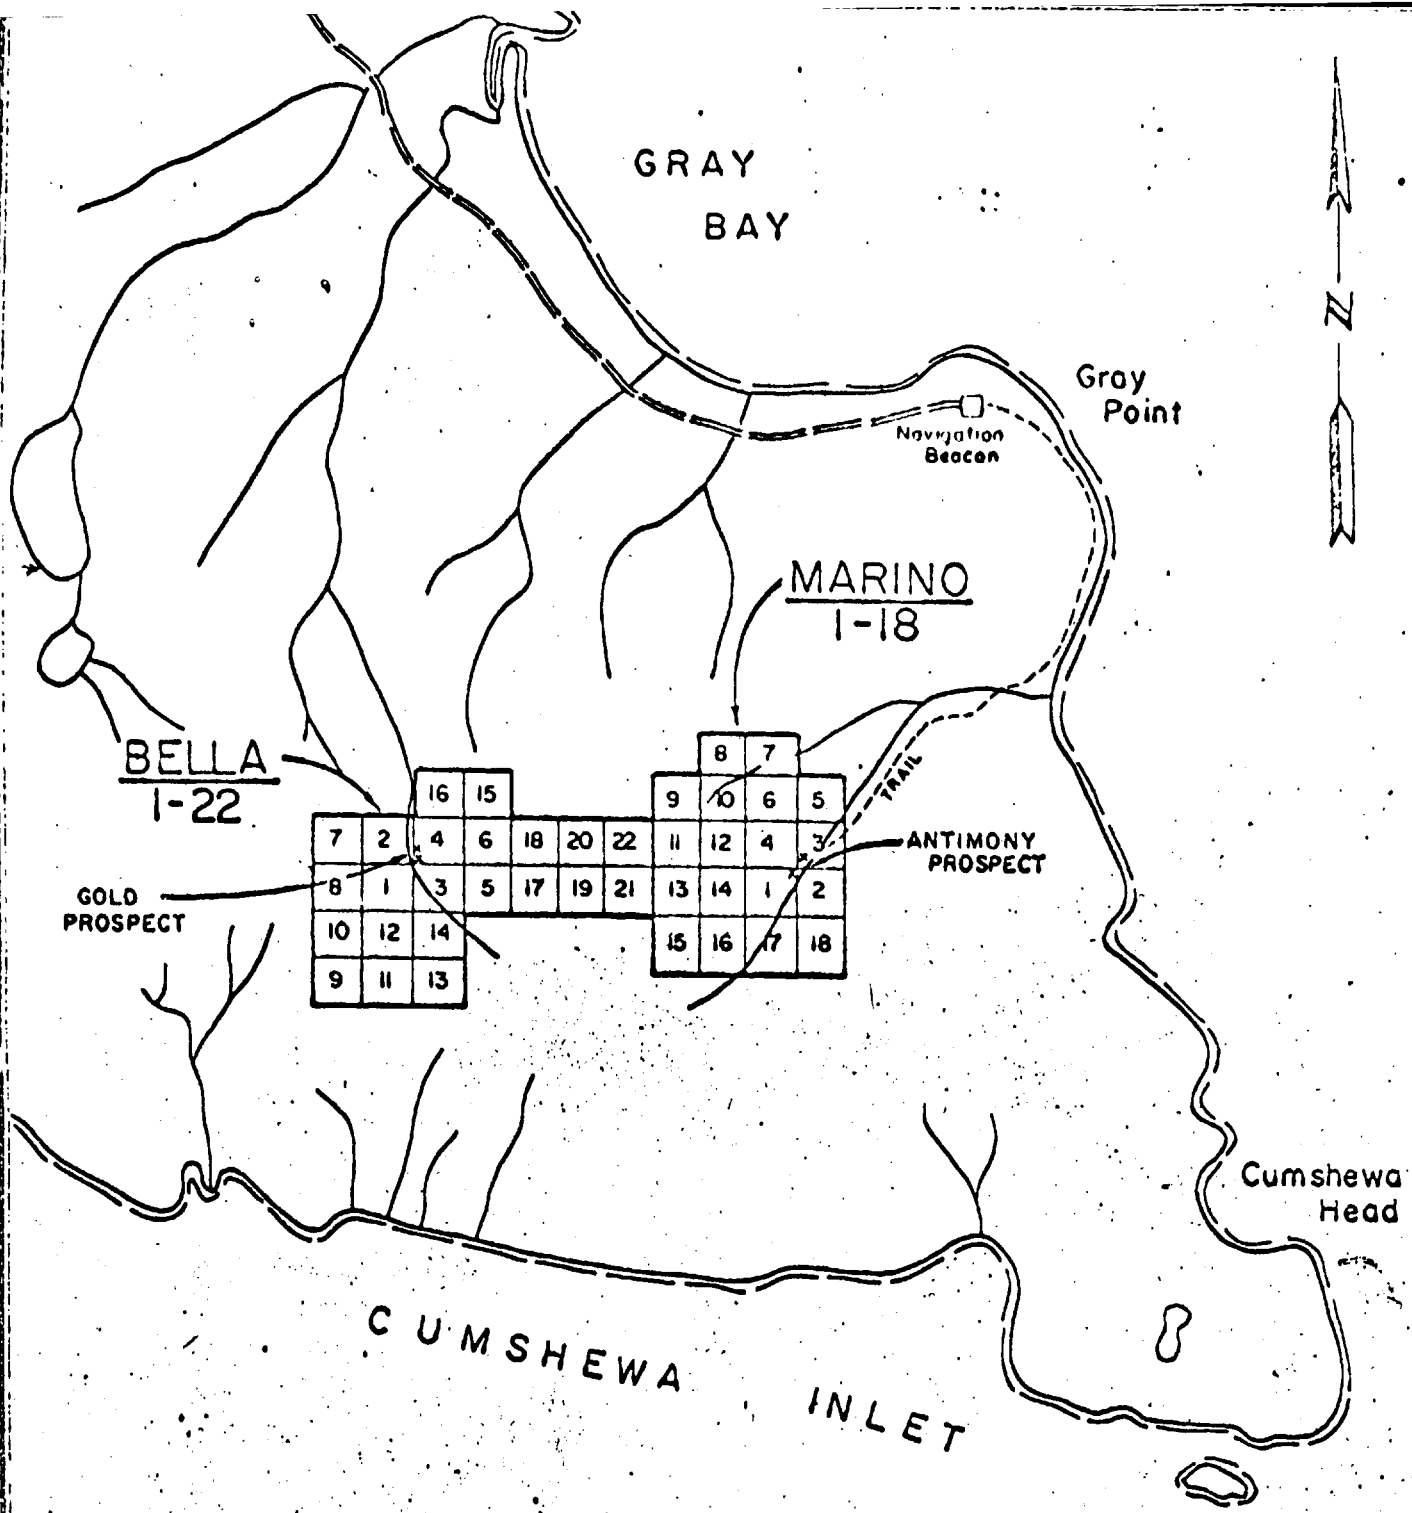 GRAY
BAY
N
Gray
Point
Navigation
Beacon
MARINO
1-18
BELLA
1-22
8 7
16 15 9 10 6 5
7 2 4 6 18 20 22 11 12 4 3
8 1 3 5 17 19 21 13 14 1 2
10 12 14 15 16 17 18
9 11 13
TRAIL
ANTIMONY
PROSPECT
GOLD
PROSPECT
Cumshewa
Head
CUMSHEWA INLET